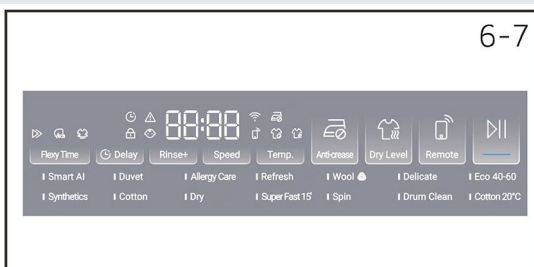 6-7
88:88
Flexy Time Delay Rinse+ Speed Temp. Anti-crease Dry Level Remote
Smart AI Duvet Allergy Care Refresh Wool Delicate Eco 40-60
Synthetics Cotton Dry Super Fast 15' Spin Drum Clean Cotton 20°C